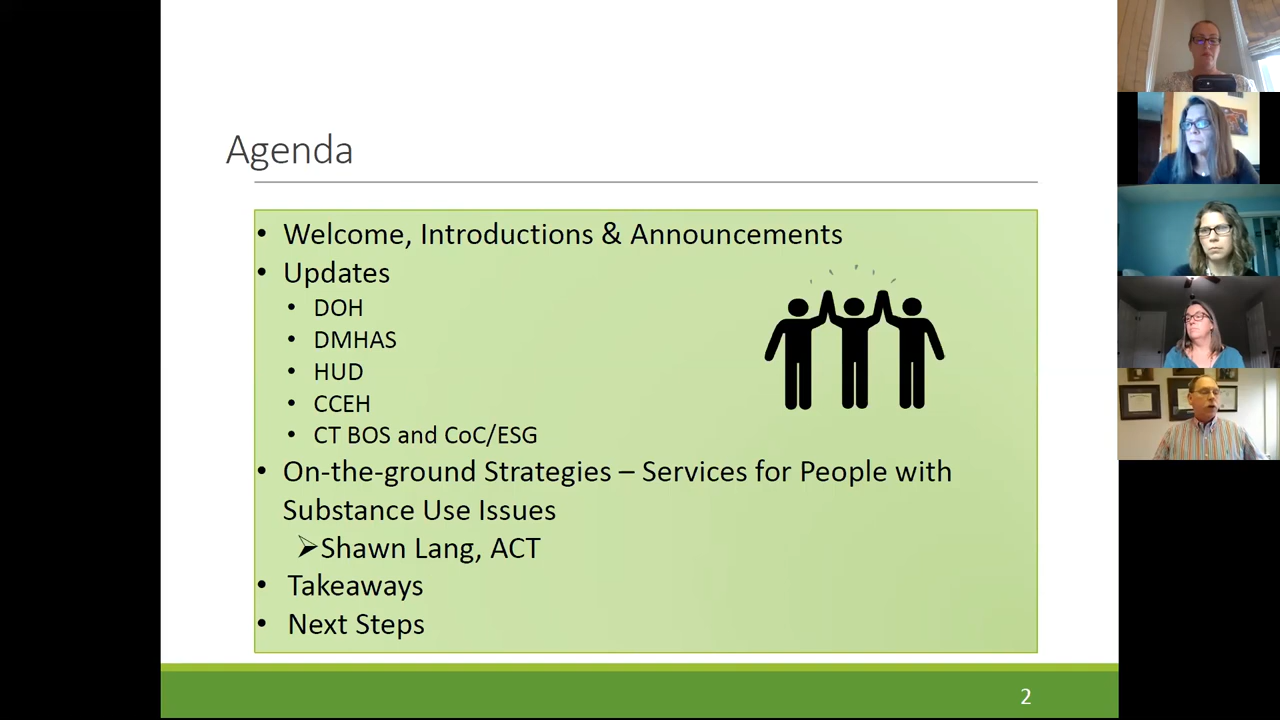 Agenda
• Welcome, Introductions & Announcements
• Updates
• DOH
• DMHAS
• HUD
• CCEH
• CT BOS and CoC/ESG
• On-the-ground Strategies – Services for People with
Substance Use Issues
➢Shawn Lang, ACT
• Takeaways
• Next Steps
2